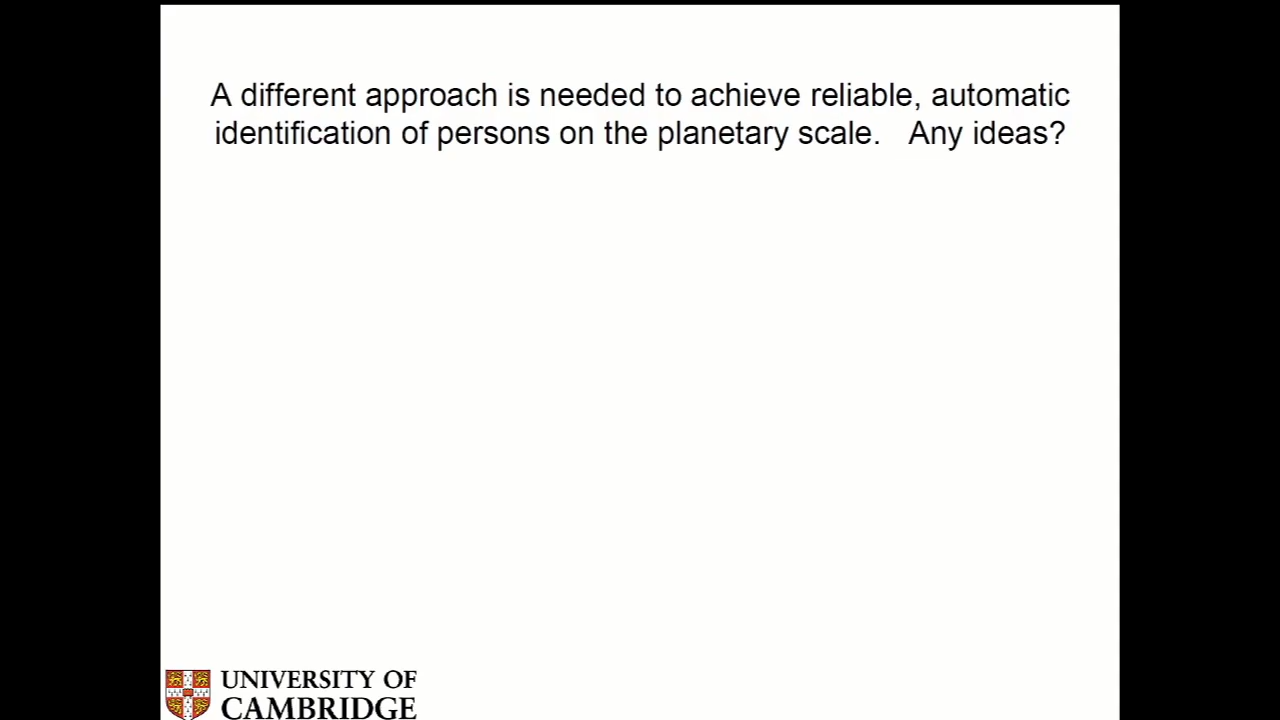 A different approach is needed to achieve reliable, automatic
identification of persons on the planetary scale. Any ideas?
UNIVERSITY OF
CAMBRIDGE